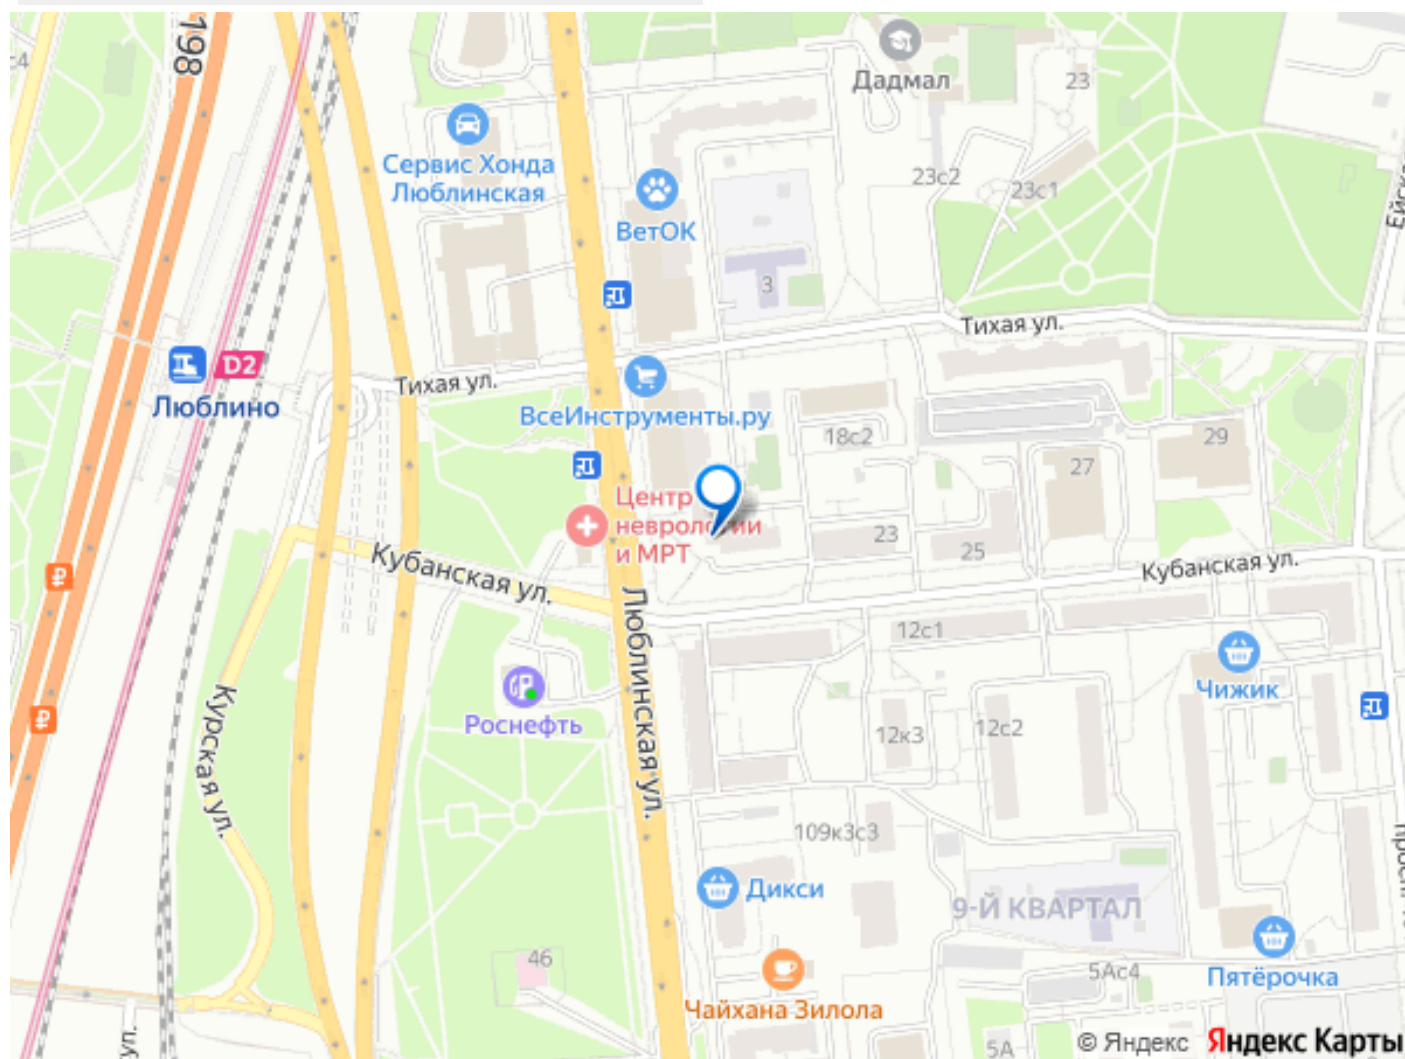 198
Дадмал
23
Сервис Хонда
Люблинская
23с2
23с1
ВетОК
3
Тихая ул.
D2
Люблино
Тихая ул.
ВсеИнструменты.ру
18с2
29
27
Центр
неврологии
и МРТ
23
25
Кубанская ул.
Кубанская ул.
Люблинская ул.
12с1
Чижик
Роснефть
Курская ул.
12к3
12с2
109к3с3
Дикси
9-Й КВАРТАЛ
46
5Ас4
Пятёрочка
Чайхана Зилола
ул.
5А
© Яндекс Яндекс Карты